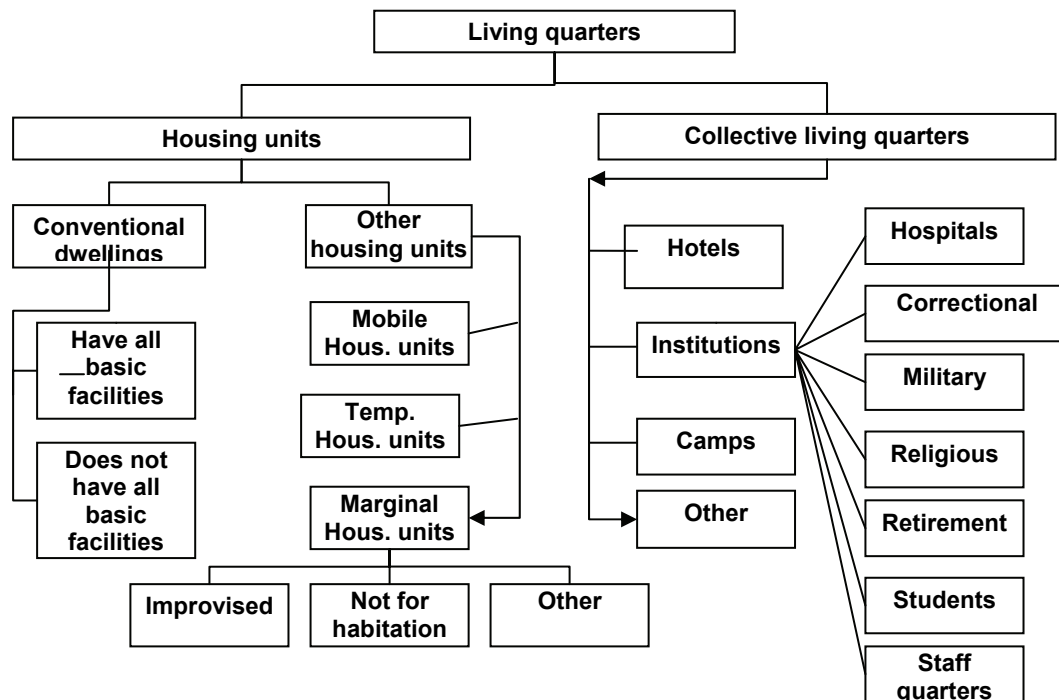 Living quarters
Housing units
Collective living quarters
Conventional
dwellings
Other
housing units
Have all
basic
facilities
Does not
have all
basic
facilities
Mobile
Hous. units
Temp.
Hous. units
Marginal
Hous. units
Improvised
Not for
habitation
Other
Hotels
Institutions
Camps
Other
Hospitals
Correctional
Military
Religious
Retirement
Students
Staff
quarters